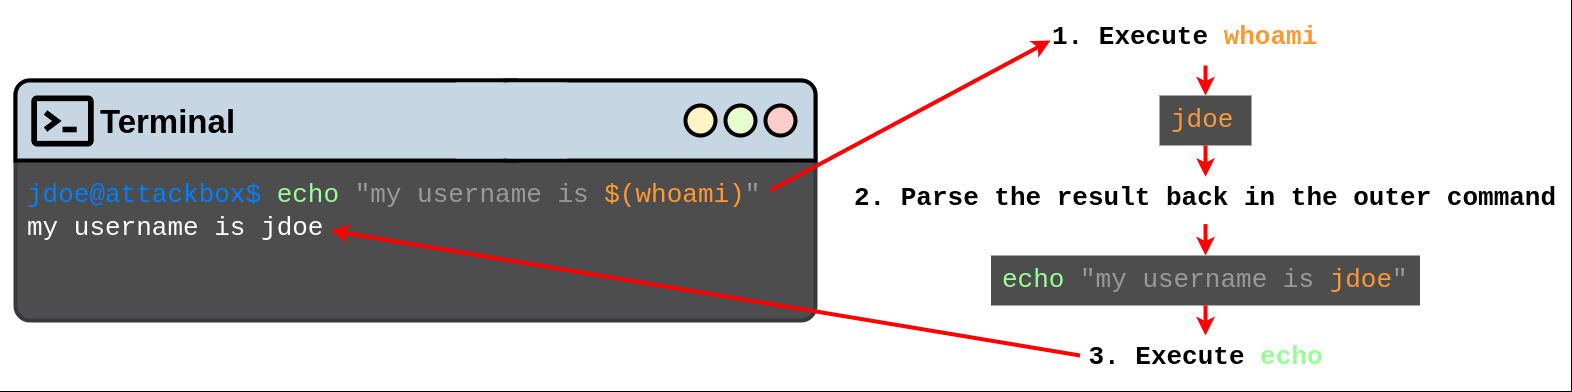 Terminal
jdoe@attackbox$ echo "my username is $(whoami)"
my username is jdoe
1. Execute whoami
jdoe
2. Parse the result back in the outer command
echo "my username is jdoe"
3. Execute echo